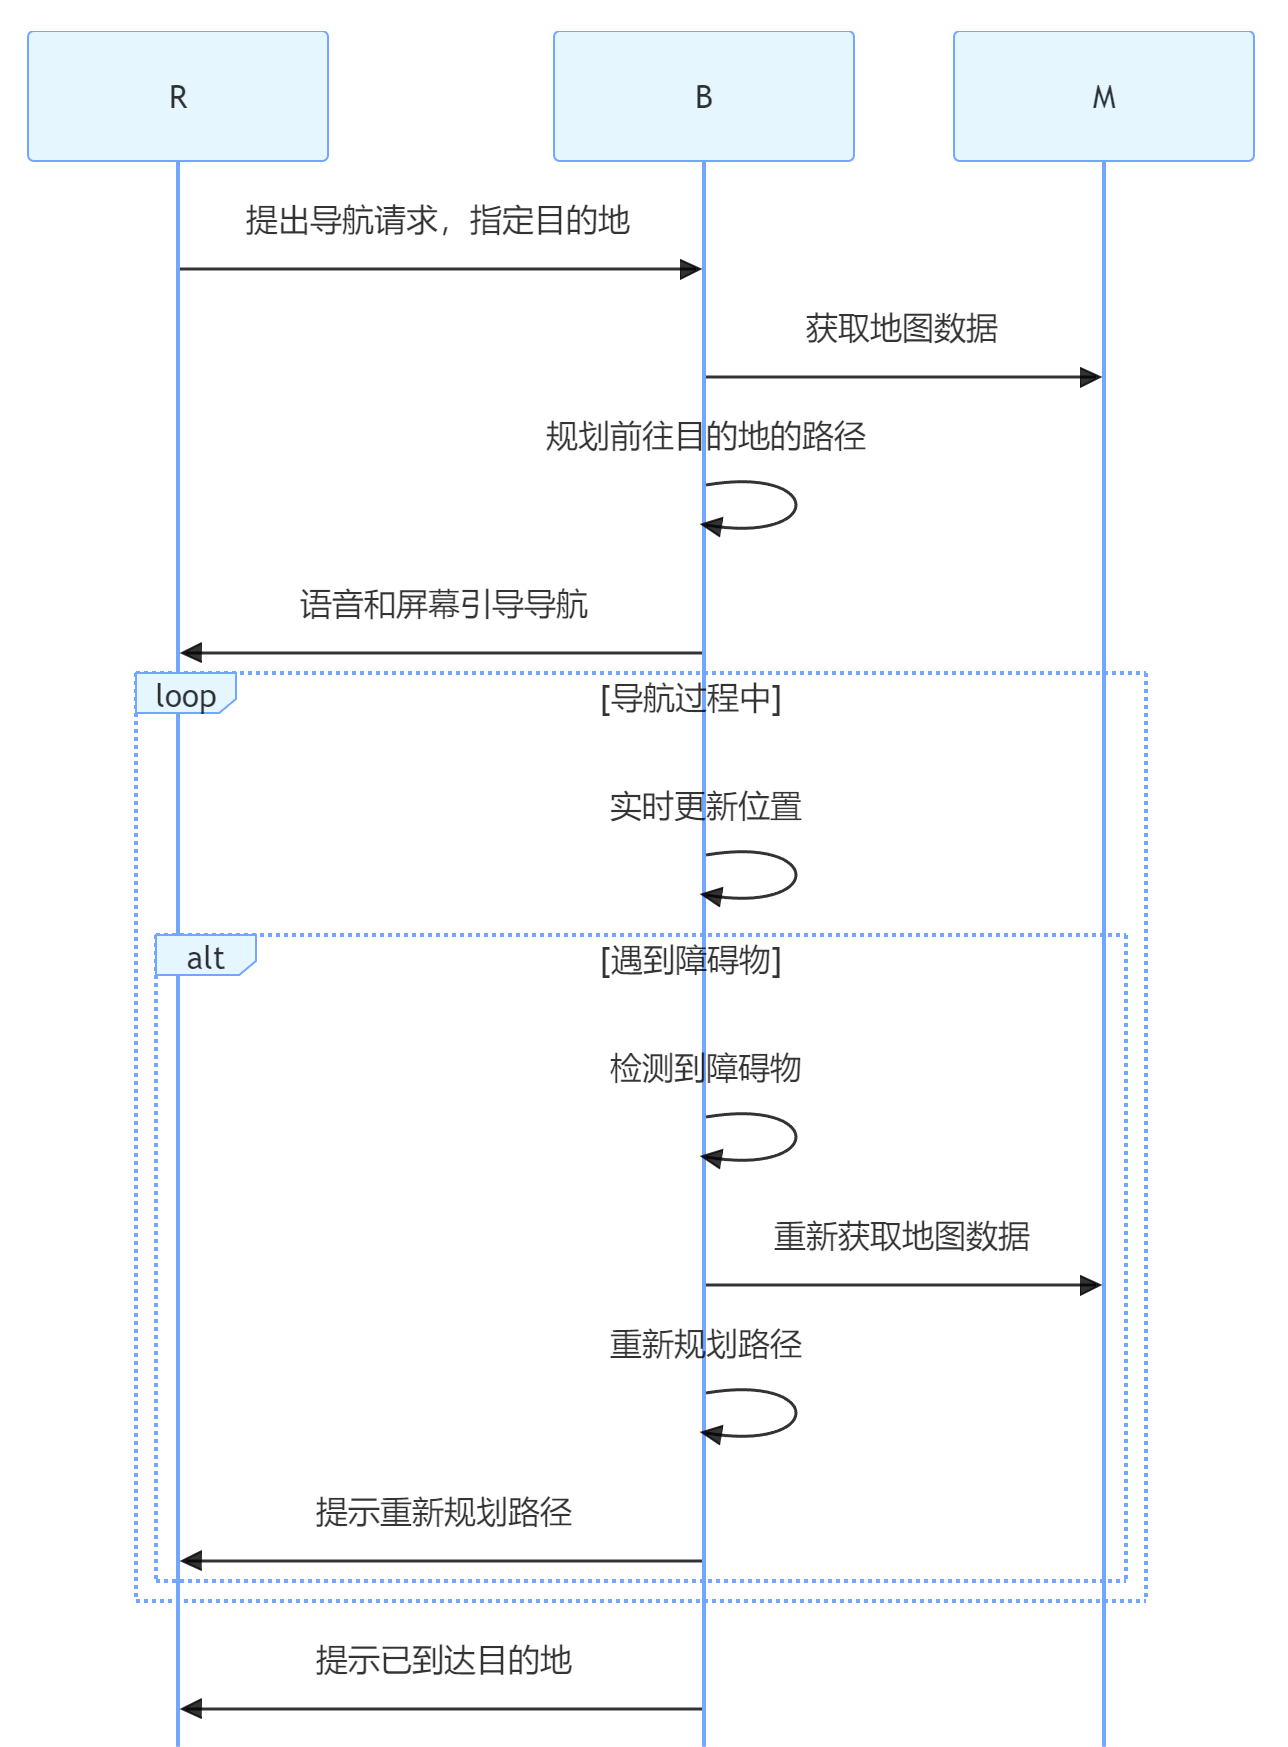 R
B
M
提出导航请求，指定目的地
获取地图数据
规划前往目的地的路径
语音和屏幕引导导航
loop
[导航过程中]
实时更新位置
alt
[遇到障碍物]
检测到障碍物
重新获取地图数据
重新规划路径
提示重新规划路径
提示已到达目的地